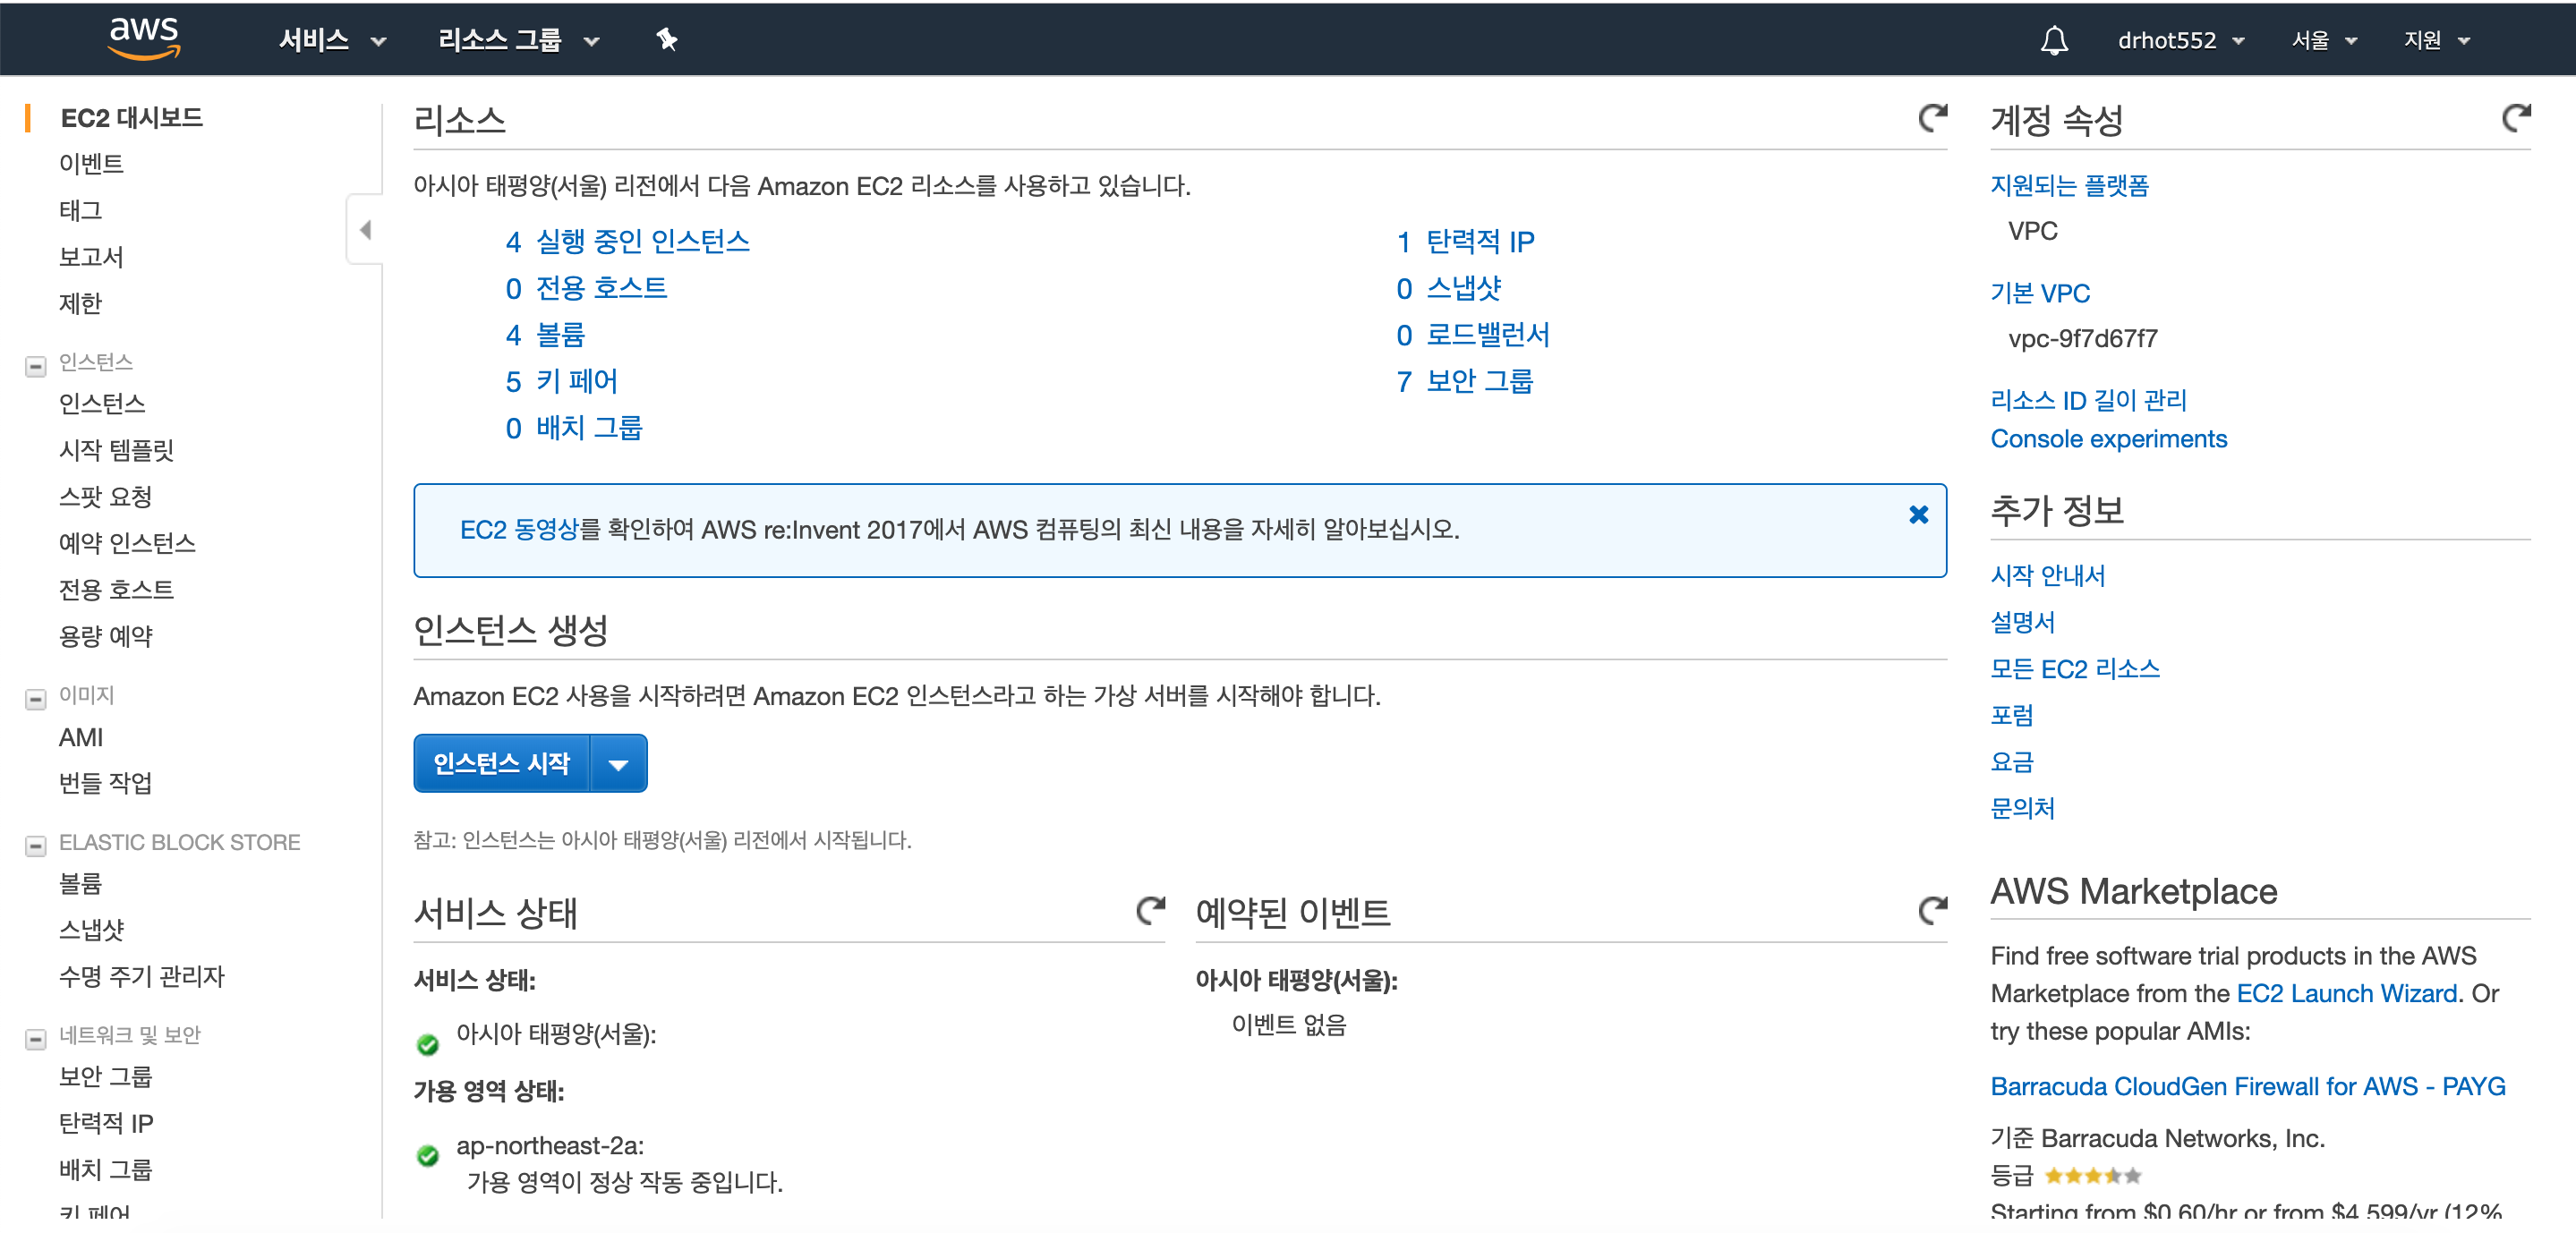 aws
서비스
리소스 그룹
drhot552
서울
지원
EC2 대시보드
이벤트
태그
보고서
제한
인스턴스
인스턴스
시작 템플릿
스팟 요청
예약 인스턴스
전용 호스트
용량 예약
이미지
AMI
번들 작업
ELASTIC BLOCK STORE
볼륨
스냅샷
수명 주기 관리자
네트워크 및 보안
보안 그룹
탄력적 IP
배치 그룹
키 페어
리소스
아시아 태평양(서울) 리전에서 다음 Amazon EC2 리소스를 사용하고 있습니다.
4 실행 중인 인스턴스
0 전용 호스트
4 볼륨
5 키 페어
0 배치 그룹
1 탄력적 IP
0 스냅샷
0 로드밸런서
7 보안 그룹
EC2 동영상를 확인하여 AWS re:Invent 2017에서 AWS 컴퓨팅의 최신 내용을 자세히 알아보십시오.
인스턴스 생성
Amazon EC2 사용을 시작하려면 Amazon EC2 인스턴스라고 하는 가상 서버를 시작해야 합니다.
인스턴스 시작
참고: 인스턴스는 아시아 태평양(서울) 리전에서 시작됩니다.
서비스 상태
서비스 상태:
아시아 태평양(서울):
가용 영역 상태:
ap-northeast-2a:
가용 영역이 정상 작동 중입니다.
예약된 이벤트
아시아 태평양(서울):
이벤트 없음
계정 속성
지원되는 플랫폼
VPC
기본 VPC
vpc-9f7d67f7
리소스 ID 길이 관리
Console experiments
추가 정보
시작 안내서
설명서
모든 EC2 리소스
포럼
요금
문의처
AWS Marketplace
Find free software trial products in the AWS
Marketplace from the EC2 Launch Wizard. Or
try these popular AMIs:
Barracuda CloudGen Firewall for AWS - PAYG
기준 Barracuda Networks, Inc.
등급
Starting from $0.60/hr or from $4,599/yr (12%